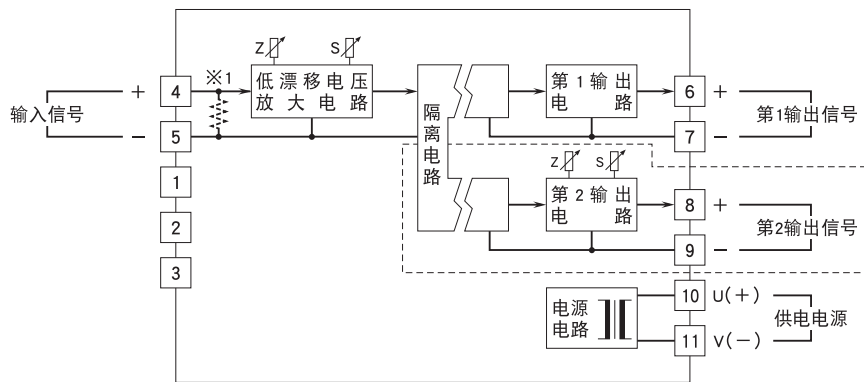 Z
S
※1
低漂移电压
放大电路
第1输出
电路
4
+
5
−
输入信号
1
2
3
隔离电路
6
+
7
−
第1输出信号
Z
S
第2输出
电路
8
+
9
−
第2输出信号
电源
电路
10
U(+)
11
V(−)
供电电源